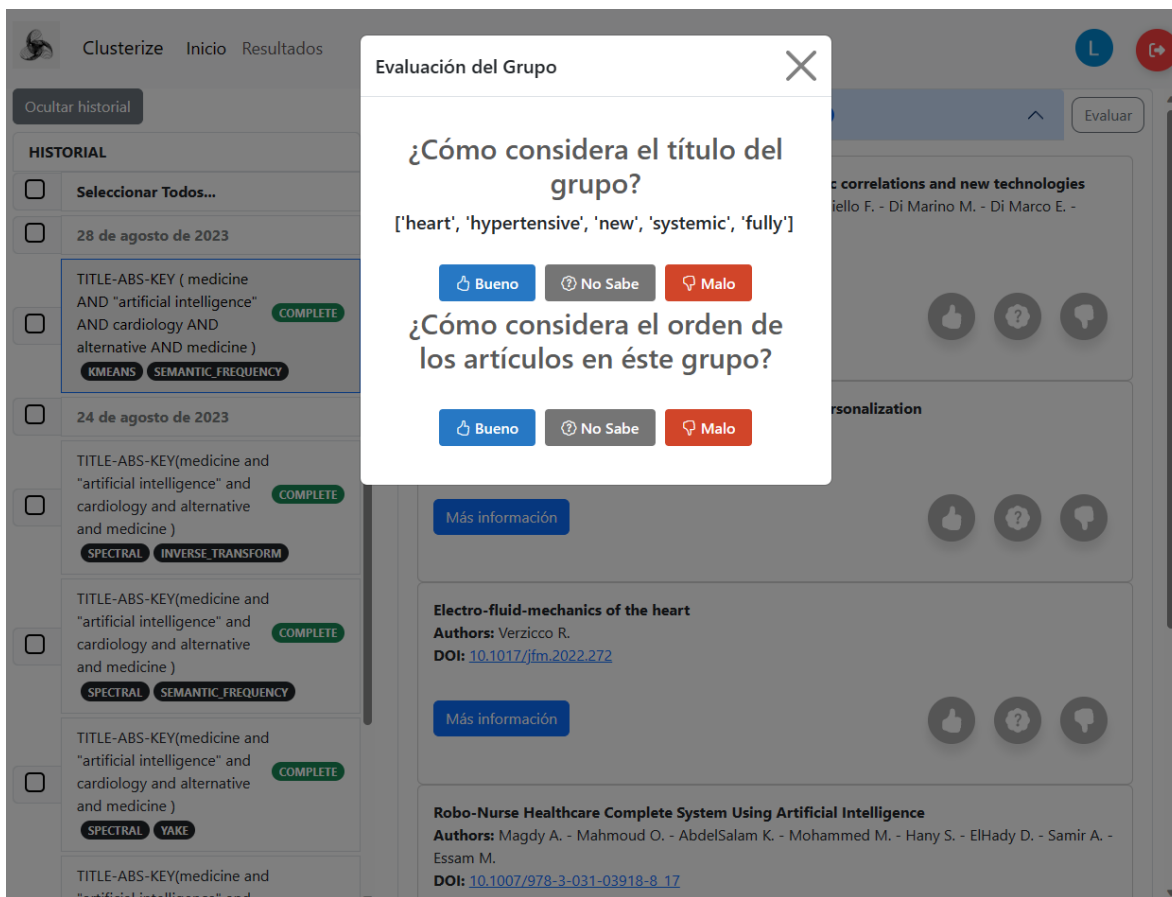 Clusterize Inicio Resultados
L
Ocultar historial
HISTORIAL
Seleccionar Todos...
28 de agosto de 2023
TITLE-ABS-KEY ( medicine
AND "artificial intelligence"
AND cardiology AND
alternative AND medicine )
COMPLETE
KMEANS SEMANTIC_FREQUENCY
24 de agosto de 2023
TITLE-ABS-KEY(medicine and
"artificial intelligence" and
cardiology and alternative
and medicine )
COMPLETE
SPECTRAL INVERSE_TRANSFORM
TITLE-ABS-KEY(medicine and
"artificial intelligence" and
cardiology and alternative
and medicine )
COMPLETE
SPECTRAL SEMANTIC_FREQUENCY
TITLE-ABS-KEY(medicine and
"artificial intelligence" and
cardiology and alternative
and medicine )
COMPLETE
SPECTRAL YAKE
TITLE-ABS-KEY(medicine and
Evaluación del Grupo
¿Cómo considera el título del
grupo?
['heart', 'hypertensive', 'new', 'systemic', 'fully']
Bueno No Sabe Malo
¿Cómo considera el orden de
los artículos en éste grupo?
Bueno No Sabe Malo
Evaluar
correlations and new technologies
F. - Di Marino M. - Di Marco E. -
Más información
Electro-fluid-mechanics of the heart
Authors: Verzicco R.
DOI: 10.1017/jfm.2022.272
Más información
Robo-Nurse Healthcare Complete System Using Artificial Intelligence
Authors: Magdy A. - Mahmoud O. - AbdelSalam K. - Mohammed M. - Hany S. - ElHady D. - Samir A. -
Essam M.
DOI: 10.1007/978-3-031-03918-8_17